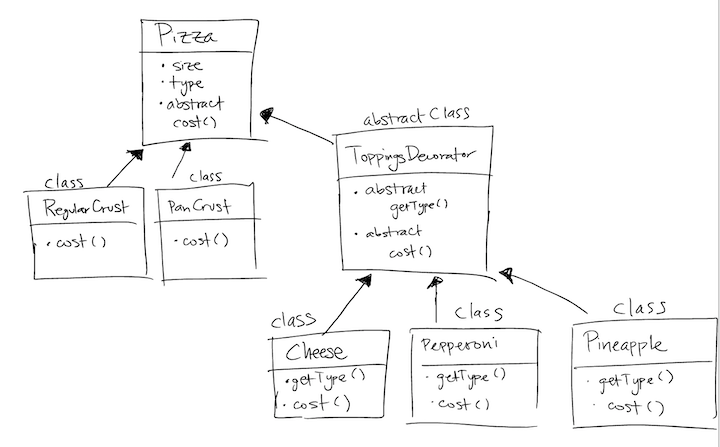 Pizza
• size
• type
• abstract
cost()
abstract Class
ToppingsDecorator
• abstract
getType()
• abstract
cost()
class
RegularCrust
• cost()
class
PanCrust
• cost()
class
Cheese
• getType()
• cost()
Class
Pepperoni
• getType()
• cost()
Class
Pineapple
• getType()
• cost()